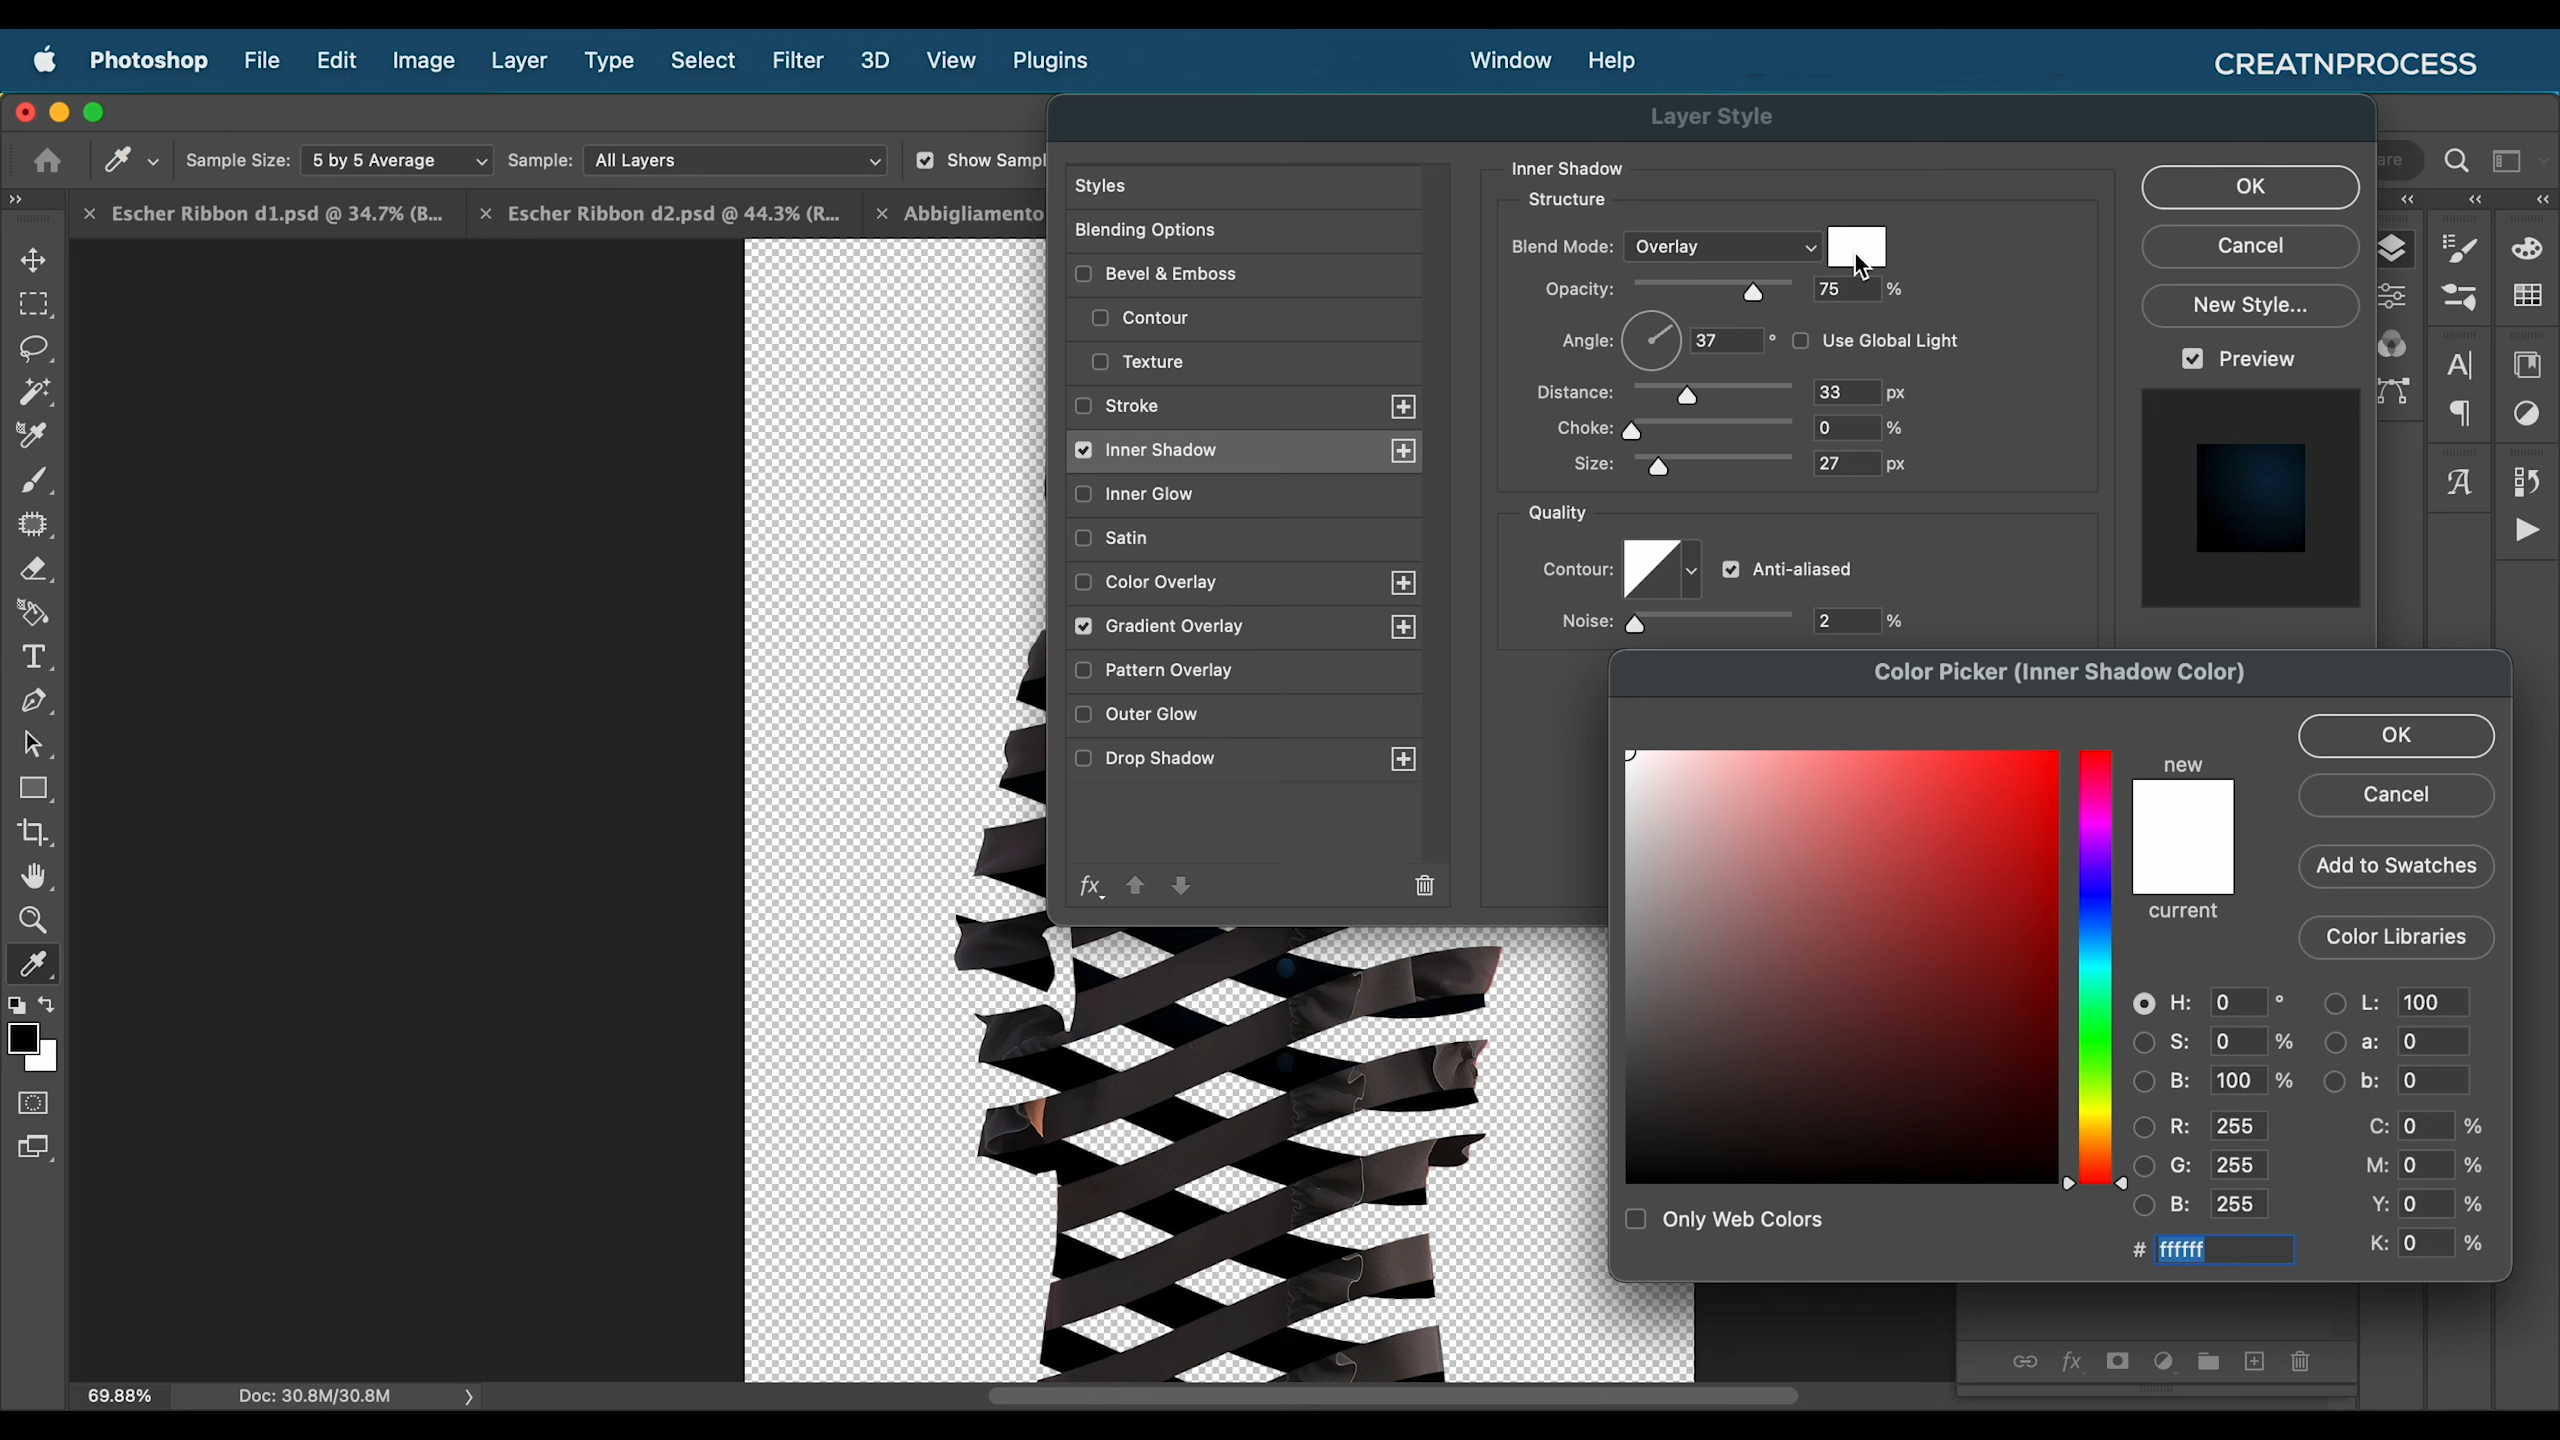 Photoshop File Edit Image Layer Type Select Filter 3D View Plugins Window Help
CREATNPROCESS
Layer Style
Sample Size: 5 by 5 Average Sample: All Layers Show Sampl
Escher Ribbon d1.psd @ 34.7% (B... Escher Ribbon d2.psd @ 44.3% (R... Abbigliamento
Styles
Blending Options
Bevel & Emboss
Contour
Texture
Stroke
Inner Shadow
Inner Glow
Satin
Color Overlay
Gradient Overlay
Pattern Overlay
Outer Glow
Drop Shadow
fx
Inner Shadow
Structure
Blend Mode: Overlay
Opacity: 75 %
Angle: 37 ° Use Global Light
Distance: 33 px
Choke: 0 %
Size: 27 px
Quality
Contour: Anti-aliased
Noise: 2 %
OK
Cancel
New Style...
Preview
are
Color Picker (Inner Shadow Color)
new
current
OK
Cancel
Add to Swatches
Color Libraries
H: 0 ° L: 100
S: 0 % a: 0
B: 100 % b: 0
R: 255 C: 0 %
G: 255 M: 0 %
B: 255 Y: 0 %
# ffffff K: 0 %
Only Web Colors
fx
69.88% Doc: 30.8M/30.8M